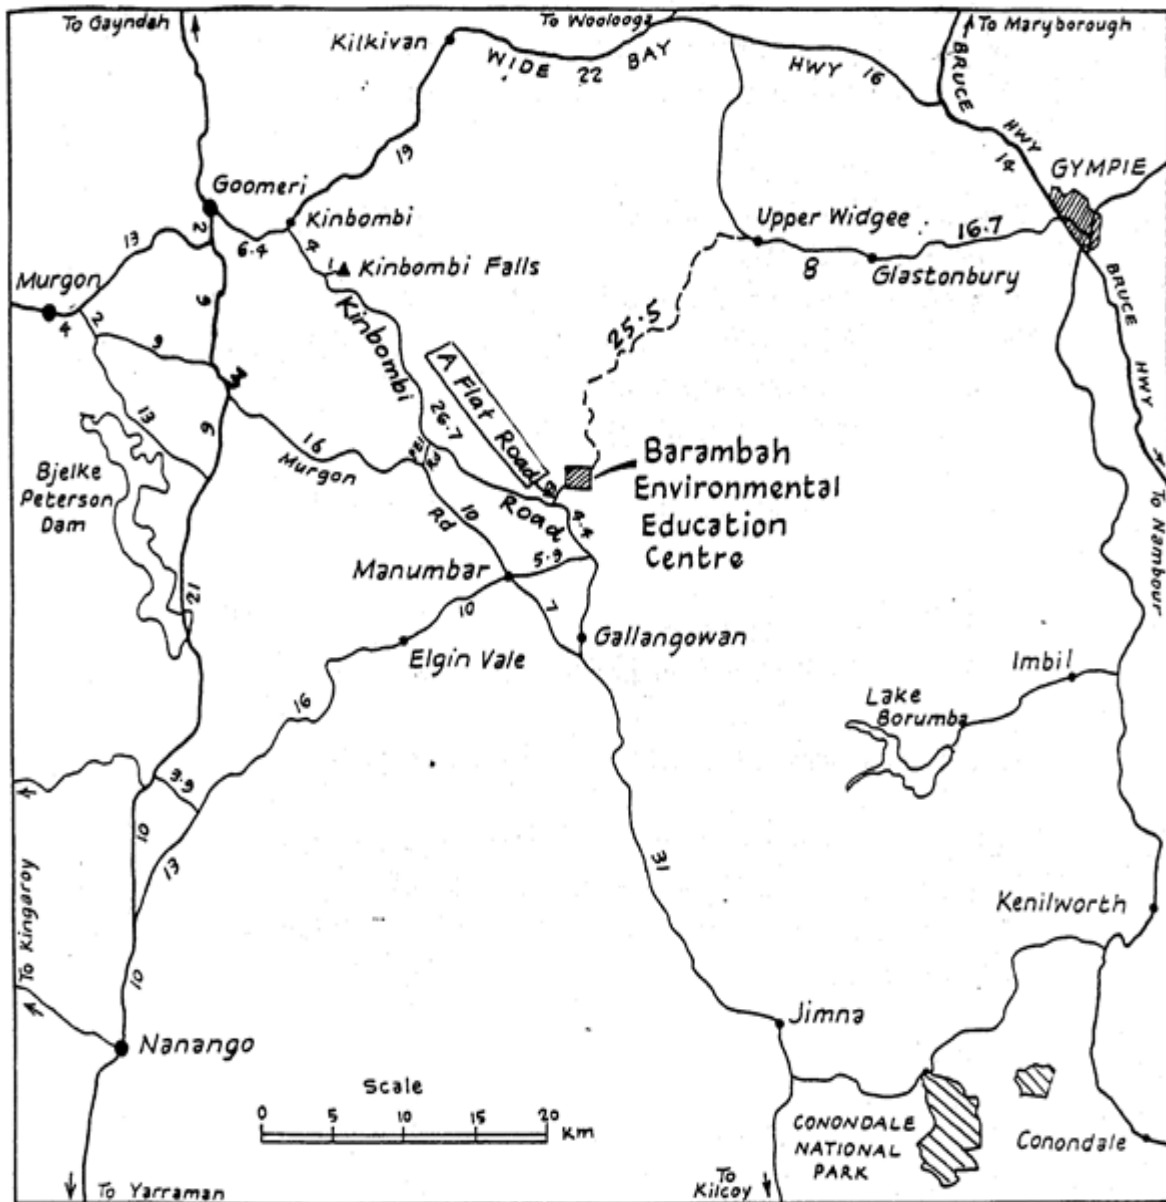 To Gayndah
To Woolooga
To Maryborough
Kilkivan
WIDE
22
BAY
HWY
16
BRUCE
HWY
14
GYMPIE
19
Goomeri
Kinbombi
2
6.4
13
4
1
Kinbombi Falls
Upper Widgee
16.7
8
Glastonbury
Murgon
4
2
9
9
3
Kinbombi
25.5
BRUCE
HWY
A Flat Road
26.7
13
6
16
Murgon
Rd
10
Road
Bjelke
Peterson
Dam
Barambah
Environmental
Education
Centre
4.4
5.9
To Nambour
Manumbar
10
7
21
Gallangowan
Elgin Vale
Imbil
16
Lake
Borumba
3.9
10
13
31
To Kingaroy
Kenilworth
10
Jimna
Nanango
Scale
0 5 10 15 20
Km
CONONDALE
NATIONAL
PARK
Conondale
To Yarraman
To
Kilcoy